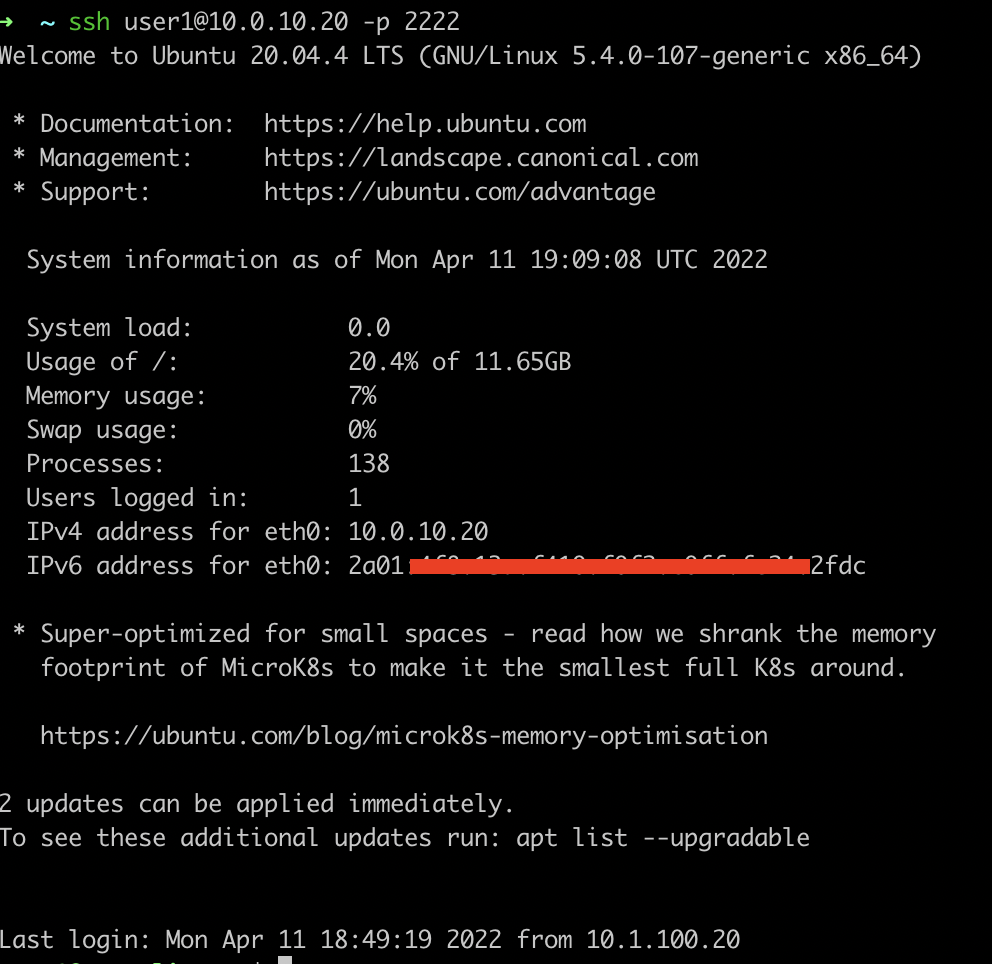 ➜ ~ ssh user1@10.0.10.20 -p 2222
Welcome to Ubuntu 20.04.4 LTS (GNU/Linux 5.4.0-107-generic x86_64)
* Documentation: https://help.ubuntu.com
* Management: https://landscape.canonical.com
* Support: https://ubuntu.com/advantage
System information as of Mon Apr 11 19:09:08 UTC 2022
System load: 0.0
Usage of /: 20.4% of 11.65GB
Memory usage: 7%
Swap usage: 0%
Processes: 138
Users logged in: 1
IPv4 address for eth0: 10.0.10.20
IPv6 address for eth0: 2a01: 2fdc
* Super-optimized for small spaces - read how we shrank the memory
footprint of MicroK8s to make it the smallest full K8s around.
https://ubuntu.com/blog/microk8s-memory-optimisation
2 updates can be applied immediately.
To see these additional updates run: apt list --upgradable
Last login: Mon Apr 11 18:49:19 2022 from 10.1.100.20